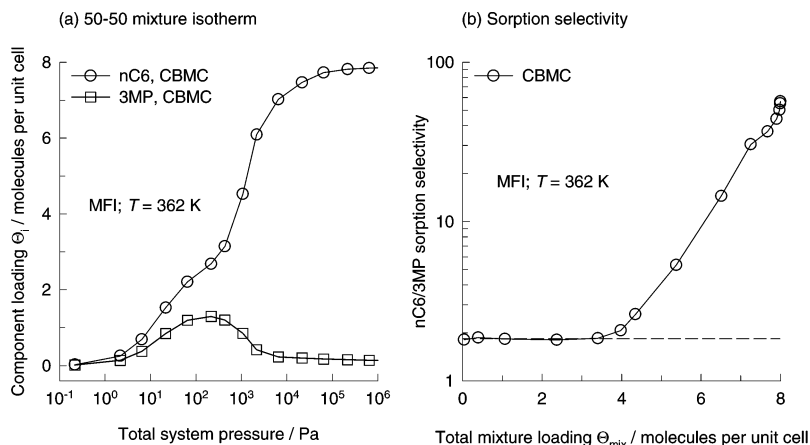 (a) 50-50 mixture isotherm
nC6, CBMC
3MP, CBMC
MFI; T = 362 K
Component loading Θi / molecules per unit cell
8
6
4
2
0
10-1 100 101 102 103 104 105 106
Total system pressure / Pa
(b) Sorption selectivity
CBMC
MFI; T = 362 K
nC6/3MP sorption selectivity
100
10
1
0 2 4 6 8
Total mixture loading Θmix / molecules per unit cell